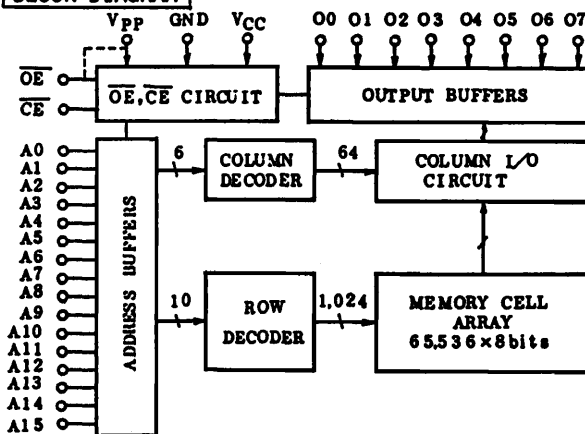 VPP GND VCC O0 O1 O2 O3 O4 O5 O6 O7
OE
CE
OE,CE CIRCUIT
OUTPUT BUFFERS
A0
A1
A2
A3
A4
A5
A6
A7
A8
A9
A10
A11
A12
A13
A14
A15
ADDRESS BUFFERS
6
COLUMN
DECODER
64
COLUMN I/O
CIRCUIT
10
ROW
DECODER
1,024
MEMORY CELL
ARRAY
65,536×8bits